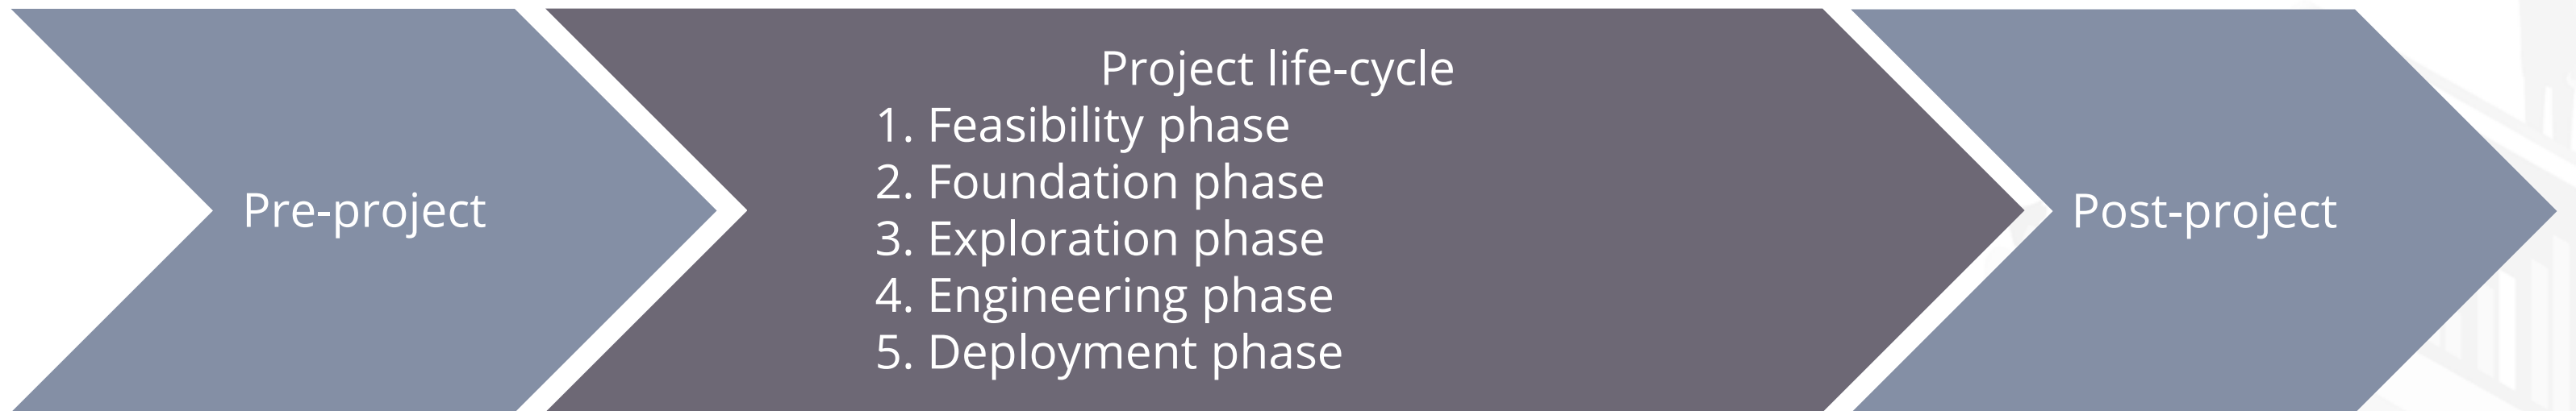 Pre-project
Project life-cycle
1. Feasibility phase
2. Foundation phase
3. Exploration phase
4. Engineering phase
5. Deployment phase
Post-project